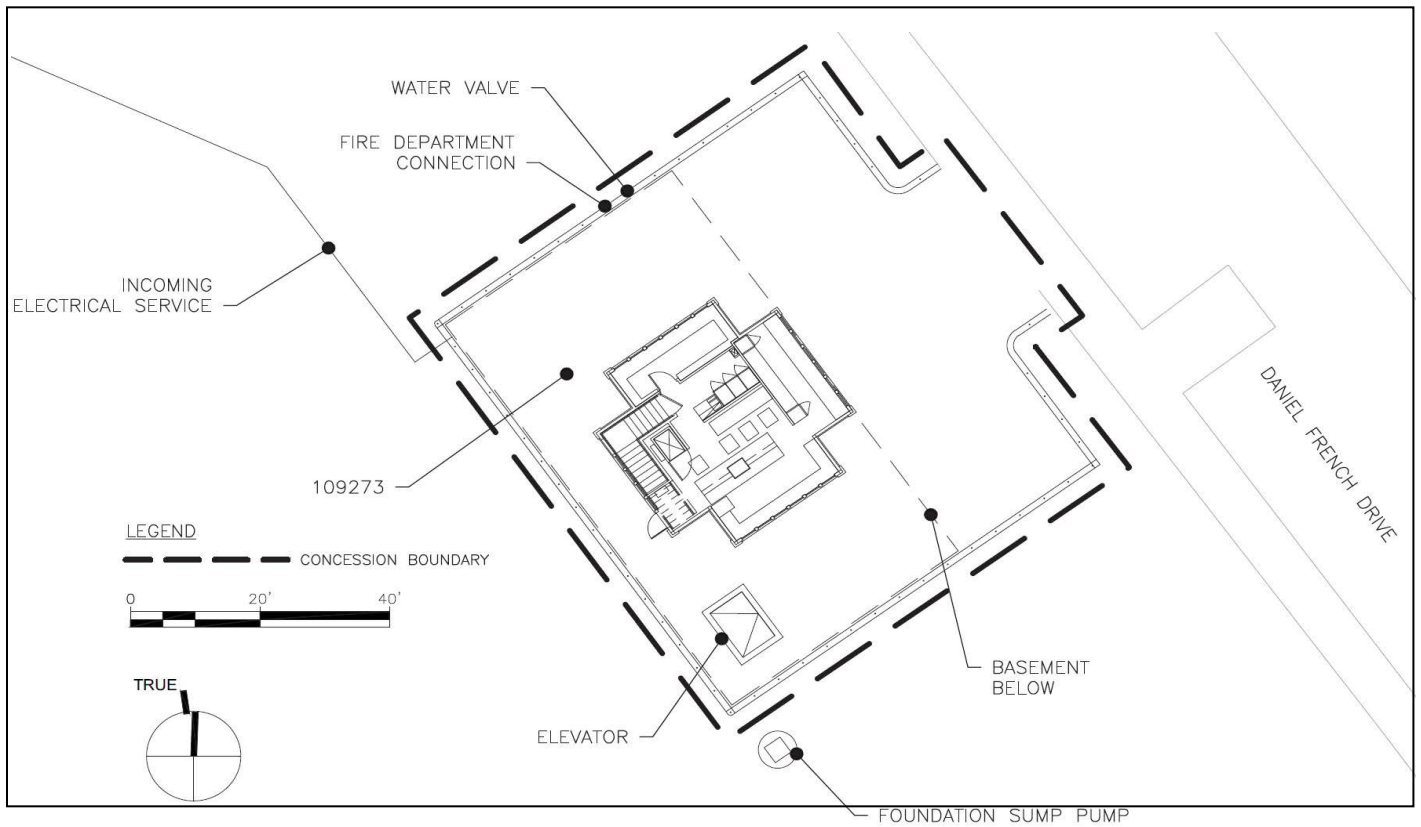 WATER VALVE
FIRE DEPARTMENT
CONNECTION
INCOMING
ELECTRICAL SERVICE
DANIEL FRENCH DRIVE
109273
LEGEND
CONCESSION BOUNDARY
0 20' 40'
TRUE
BASEMENT
BELOW
ELEVATOR
FOUNDATION SUMP PUMP